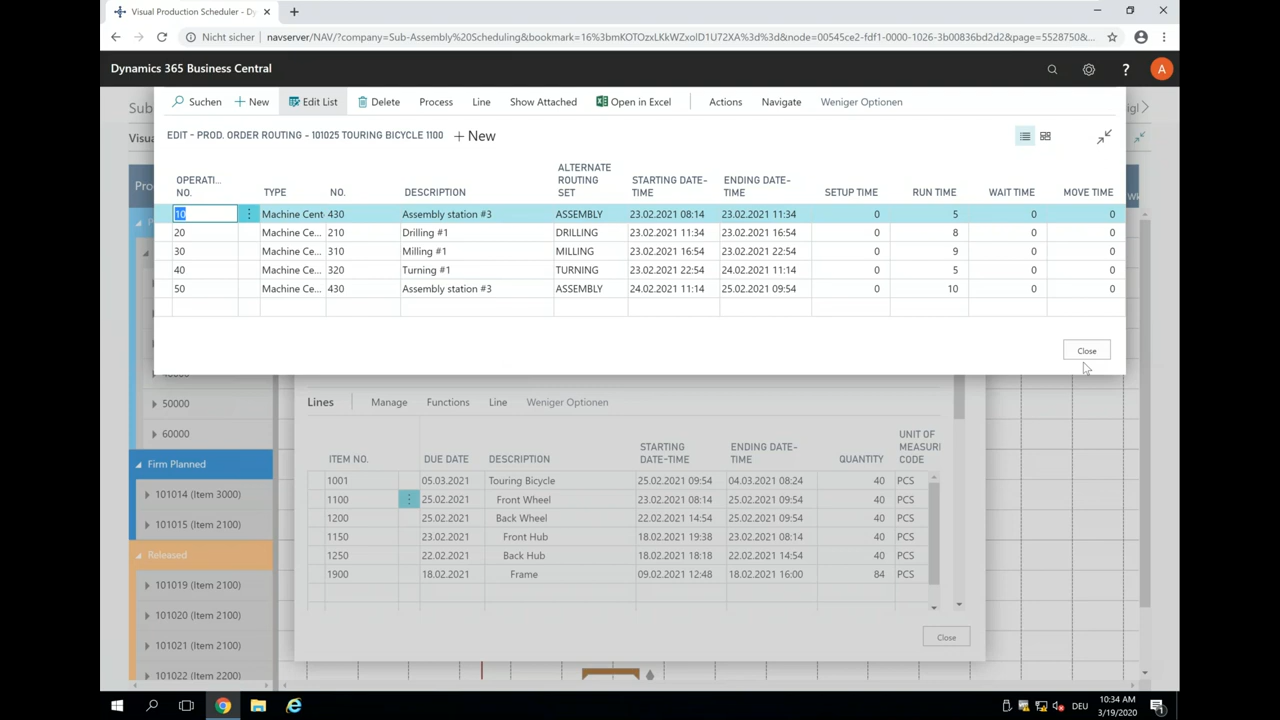 Visual Production Scheduler - Dy
Nicht sicher
navserver/NAV/?company=Sub-Assembly%20Scheduling&bookmark=16%3bmKOTOzxLKkWZxolD1U72XA%3d%3d&node=00545ce2-fdf1-0000-1026-3b00836bd2d2&page=5528750&...
Dynamics 365 Business Central
?
A
Sub
Suchen
New
Edit List
Delete
Process
Line
Show Attached
Open in Excel
Actions
Navigate
Weniger Optionen
EDIT - PROD. ORDER ROUTING - 101025 TOURING BICYCLE 1100
+ New
OPERATI... NO. TYPE NO. DESCRIPTION ALTERNATE ROUTING SET STARTING DATE-TIME ENDING DATE-TIME SETUP TIME RUN TIME WAIT TIME MOVE TIME
10 Machine Cent 430 Assembly station #3 ASSEMBLY 23.02.2021 08:14 23.02.2021 11:34 0 5 0 0
20 Machine Ce... 210 Drilling #1 DRILLING 23.02.2021 11:34 23.02.2021 16:54 0 8 0 0
30 Machine Ce... 310 Milling #1 MILLING 23.02.2021 16:54 23.02.2021 22:54 0 9 0 0
40 Machine Ce... 320 Turning #1 TURNING 23.02.2021 22:54 24.02.2021 11:14 0 5 0 0
50 Machine Ce... 430 Assembly station #3 ASSEMBLY 24.02.2021 11:14 25.02.2021 09:54 0 10 0 0
Close
50000
60000
Firm Planned
101014 (Item 3000)
101015 (Item 2100)
Released
101019 (Item 2100)
101020 (Item 2100)
101021 (Item 2100)
101022 (Item 2200)
Lines
Manage
Functions
Line
Weniger Optionen
ITEM NO. DUE DATE DESCRIPTION STARTING DATE-TIME ENDING DATE-TIME QUANTITY UNIT OF MEASURE CODE
1001 05.03.2021 Touring Bicycle 25.02.2021 09:54 04.03.2021 08:24 40 PCS
1100 25.02.2021 Front Wheel 23.02.2021 08:14 25.02.2021 09:54 40 PCS
1200 25.02.2021 Back Wheel 22.02.2021 14:54 25.02.2021 09:54 40 PCS
1150 23.02.2021 Front Hub 18.02.2021 19:38 23.02.2021 08:14 40 PCS
1250 22.02.2021 Back Hub 18.02.2021 18:18 22.02.2021 14:54 40 PCS
1900 18.02.2021 Frame 09.02.2021 12:48 18.02.2021 16:00 84 PCS
Close
DEU
10:34 AM
3/19/2020